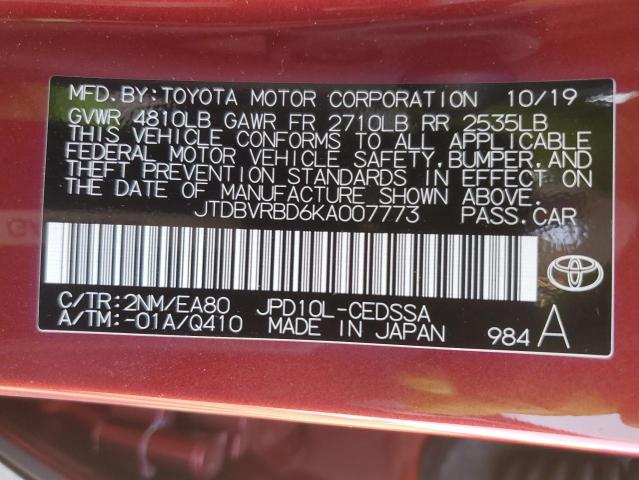 MFD.BY:TOYOTA MOTOR CORPORATION 10/19
GVWR 4810LB GAWR FR 2710LB RR 2535LB
THIS VEHICLE CONFORMS TO ALL APPLICABLE
FEDERAL MOTOR VEHICLE SAFETY,BUMPER,AND
THEFT PREVENTION STANDARDS IN EFFECT ON
THE DATE OF MANUFACTURE SHOWN ABOVE.
JTDBVRBD6KA007773 PASS.CAR
C/TR:2NM/EA80 JPD10L-CEDSSA
A/TM:-01A/Q410 MADE IN JAPAN 984 A